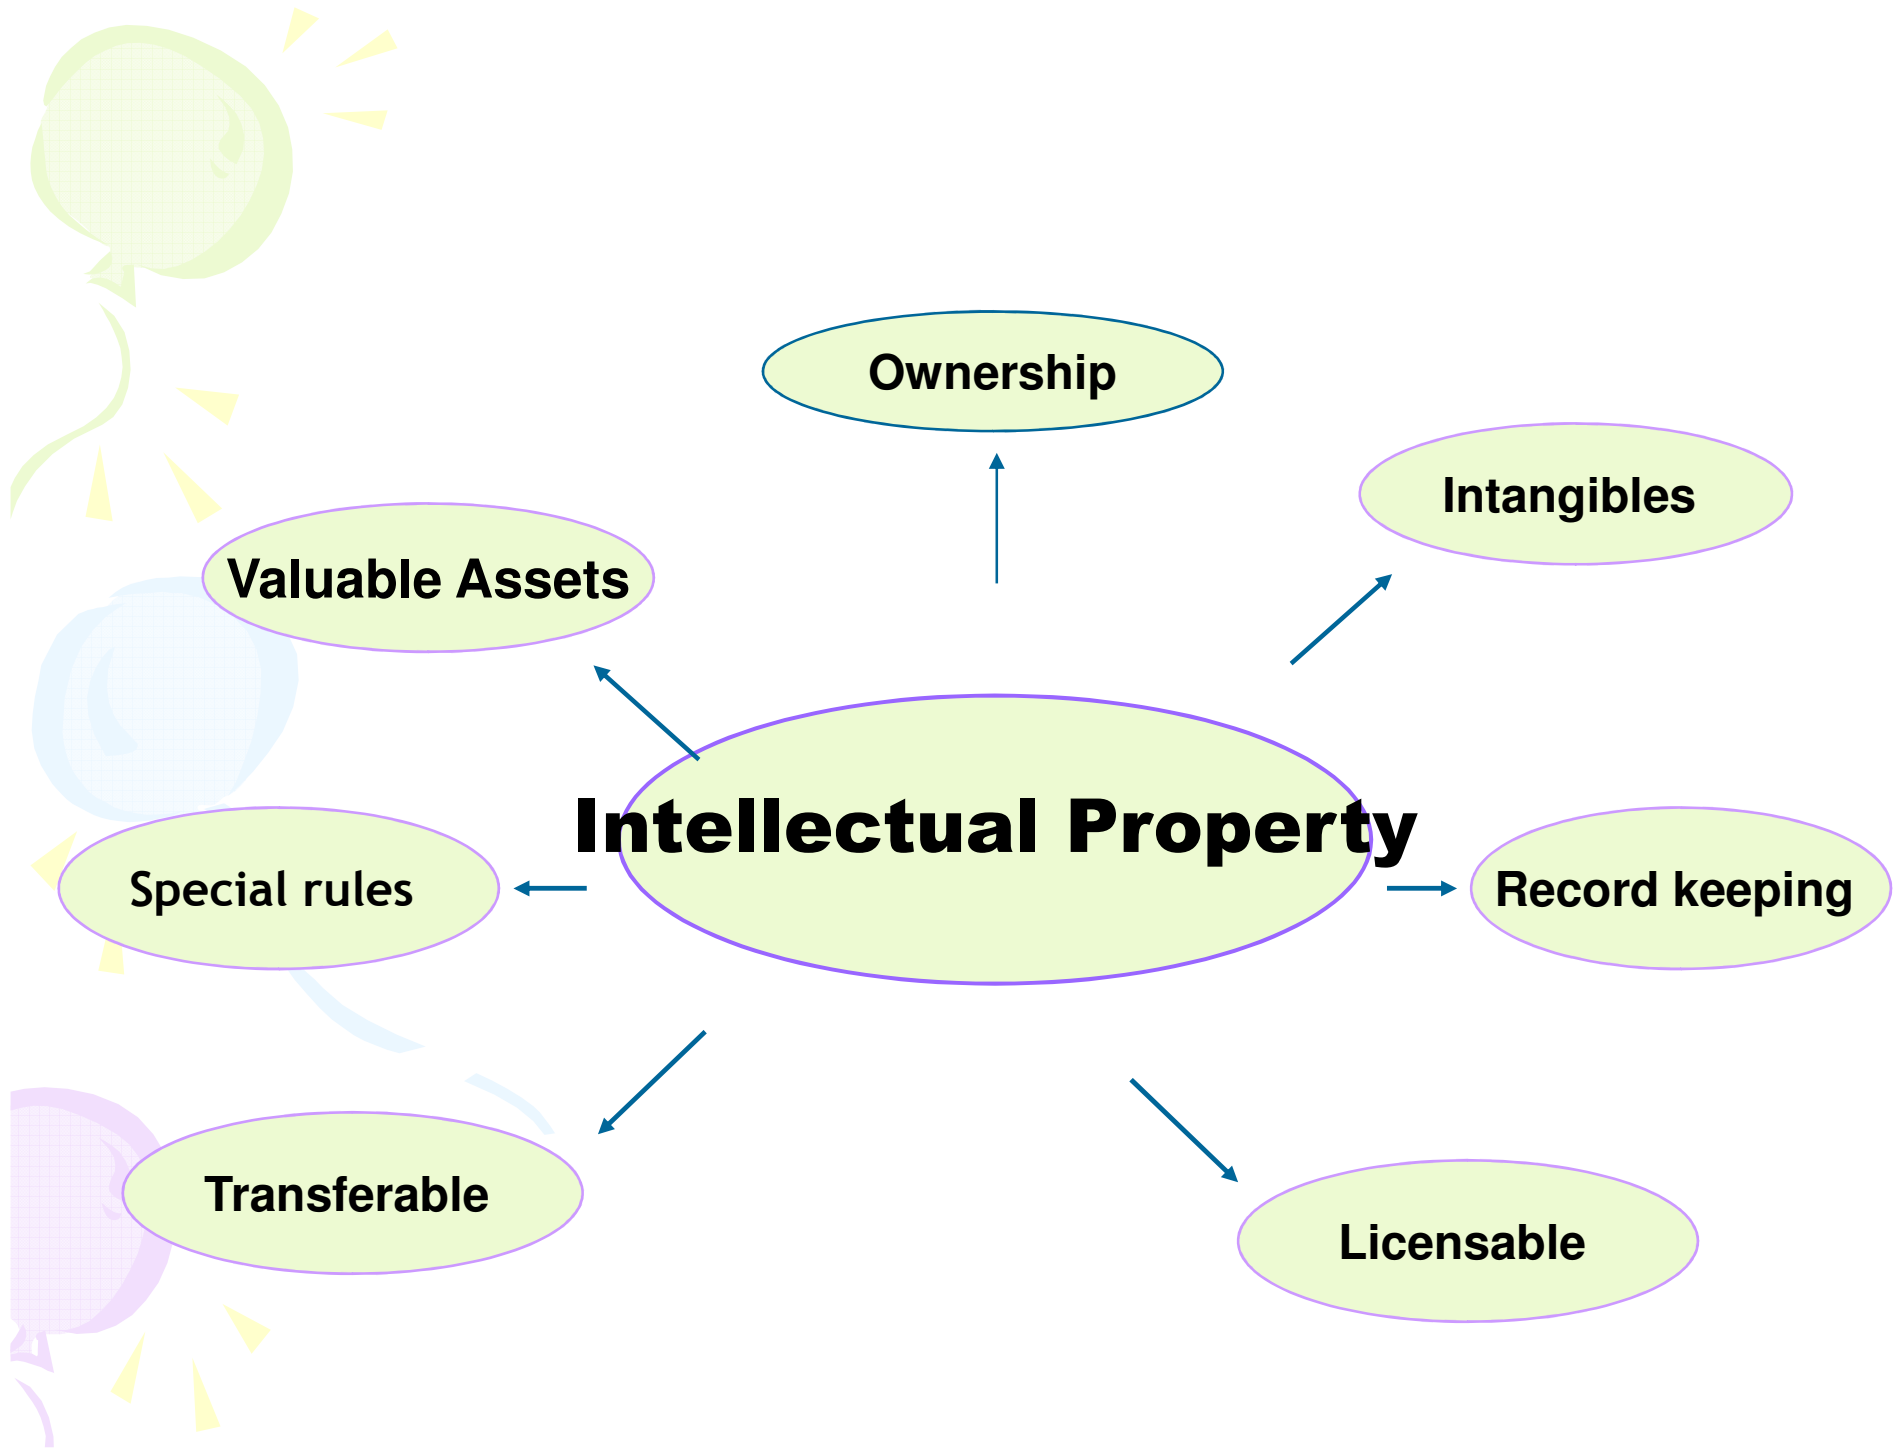 Ownership
Intangibles
Valuable Assets
Intellectual Property
Special rules
Record keeping
Transferable
Licensable